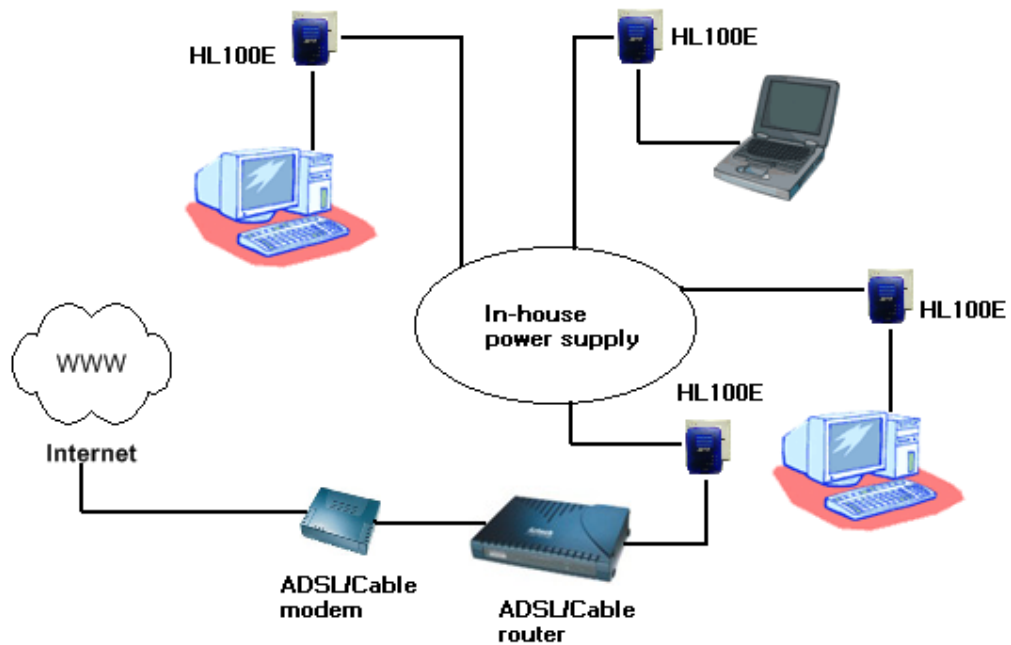 HL100E
HL100E
In-house
power supply
HL100E
WWW
HL100E
Internet
ADSL/Cable
modem
ADSL/Cable
router